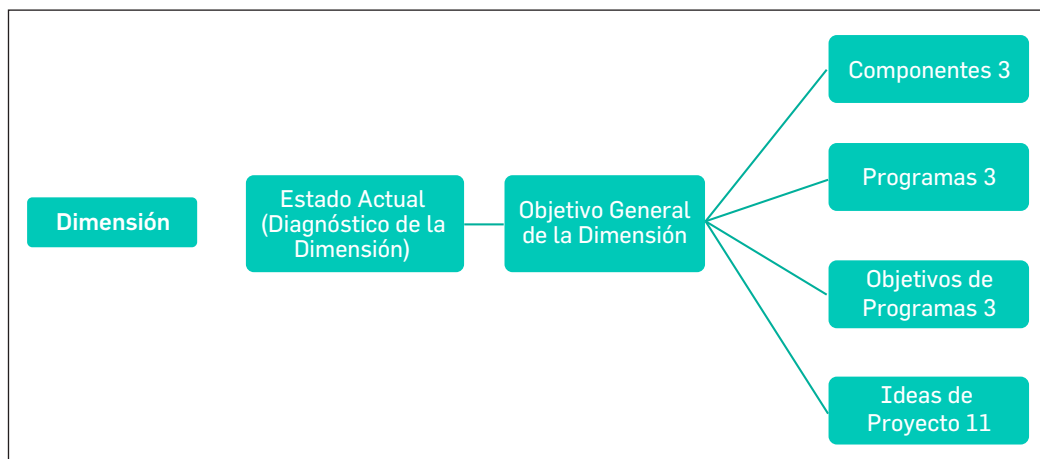 Dimensión
Estado Actual
(Diagnóstico de la
Dimensión)
Objetivo General
de la Dimensión
Componentes 3
Programas 3
Objetivos de
Programas 3
Ideas de
Proyecto 11